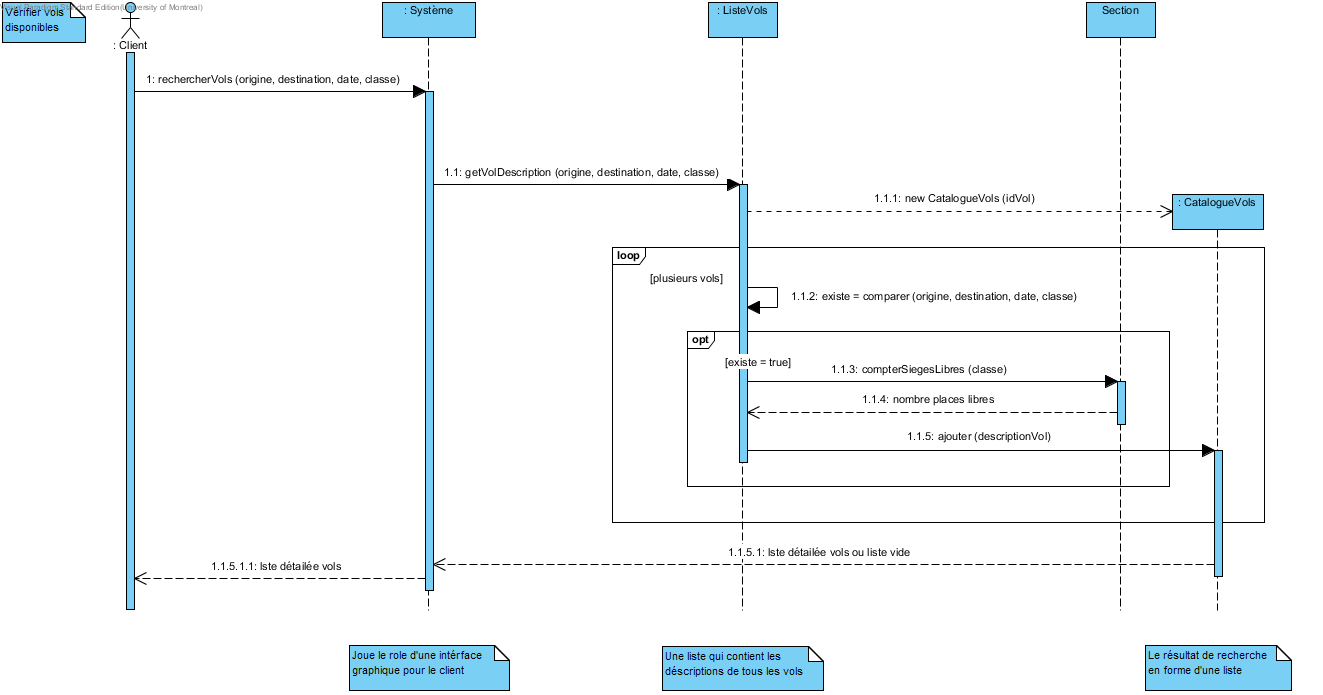 Visual Paradigm Standard Edition(University of Montreal)
Vérifier vols
disponibles
: Client
: Système
: ListeVols
Section
1: rechercherVols (origine, destination, date, classe)
1.1: getVolDescription (origine, destination, date, classe)
1.1.1: new CatalogueVols (idVol)
: CatalogueVols
loop
[plusieurs vols]
1.1.2: existe = comparer (origine, destination, date, classe)
opt
[existe = true]
1.1.3: compterSiegesLibres (classe)
1.1.4: nombre places libres
1.1.5: ajouter (descriptionVol)
1.1.5.1: lste détailée vols ou liste vide
1.1.5.1.1: lste détailée vols
Joue le role d'une intérface
graphique pour le client
Une liste qui contient les
déscriptions de tous les vols
Le résultat de recherche
en forme d'une liste